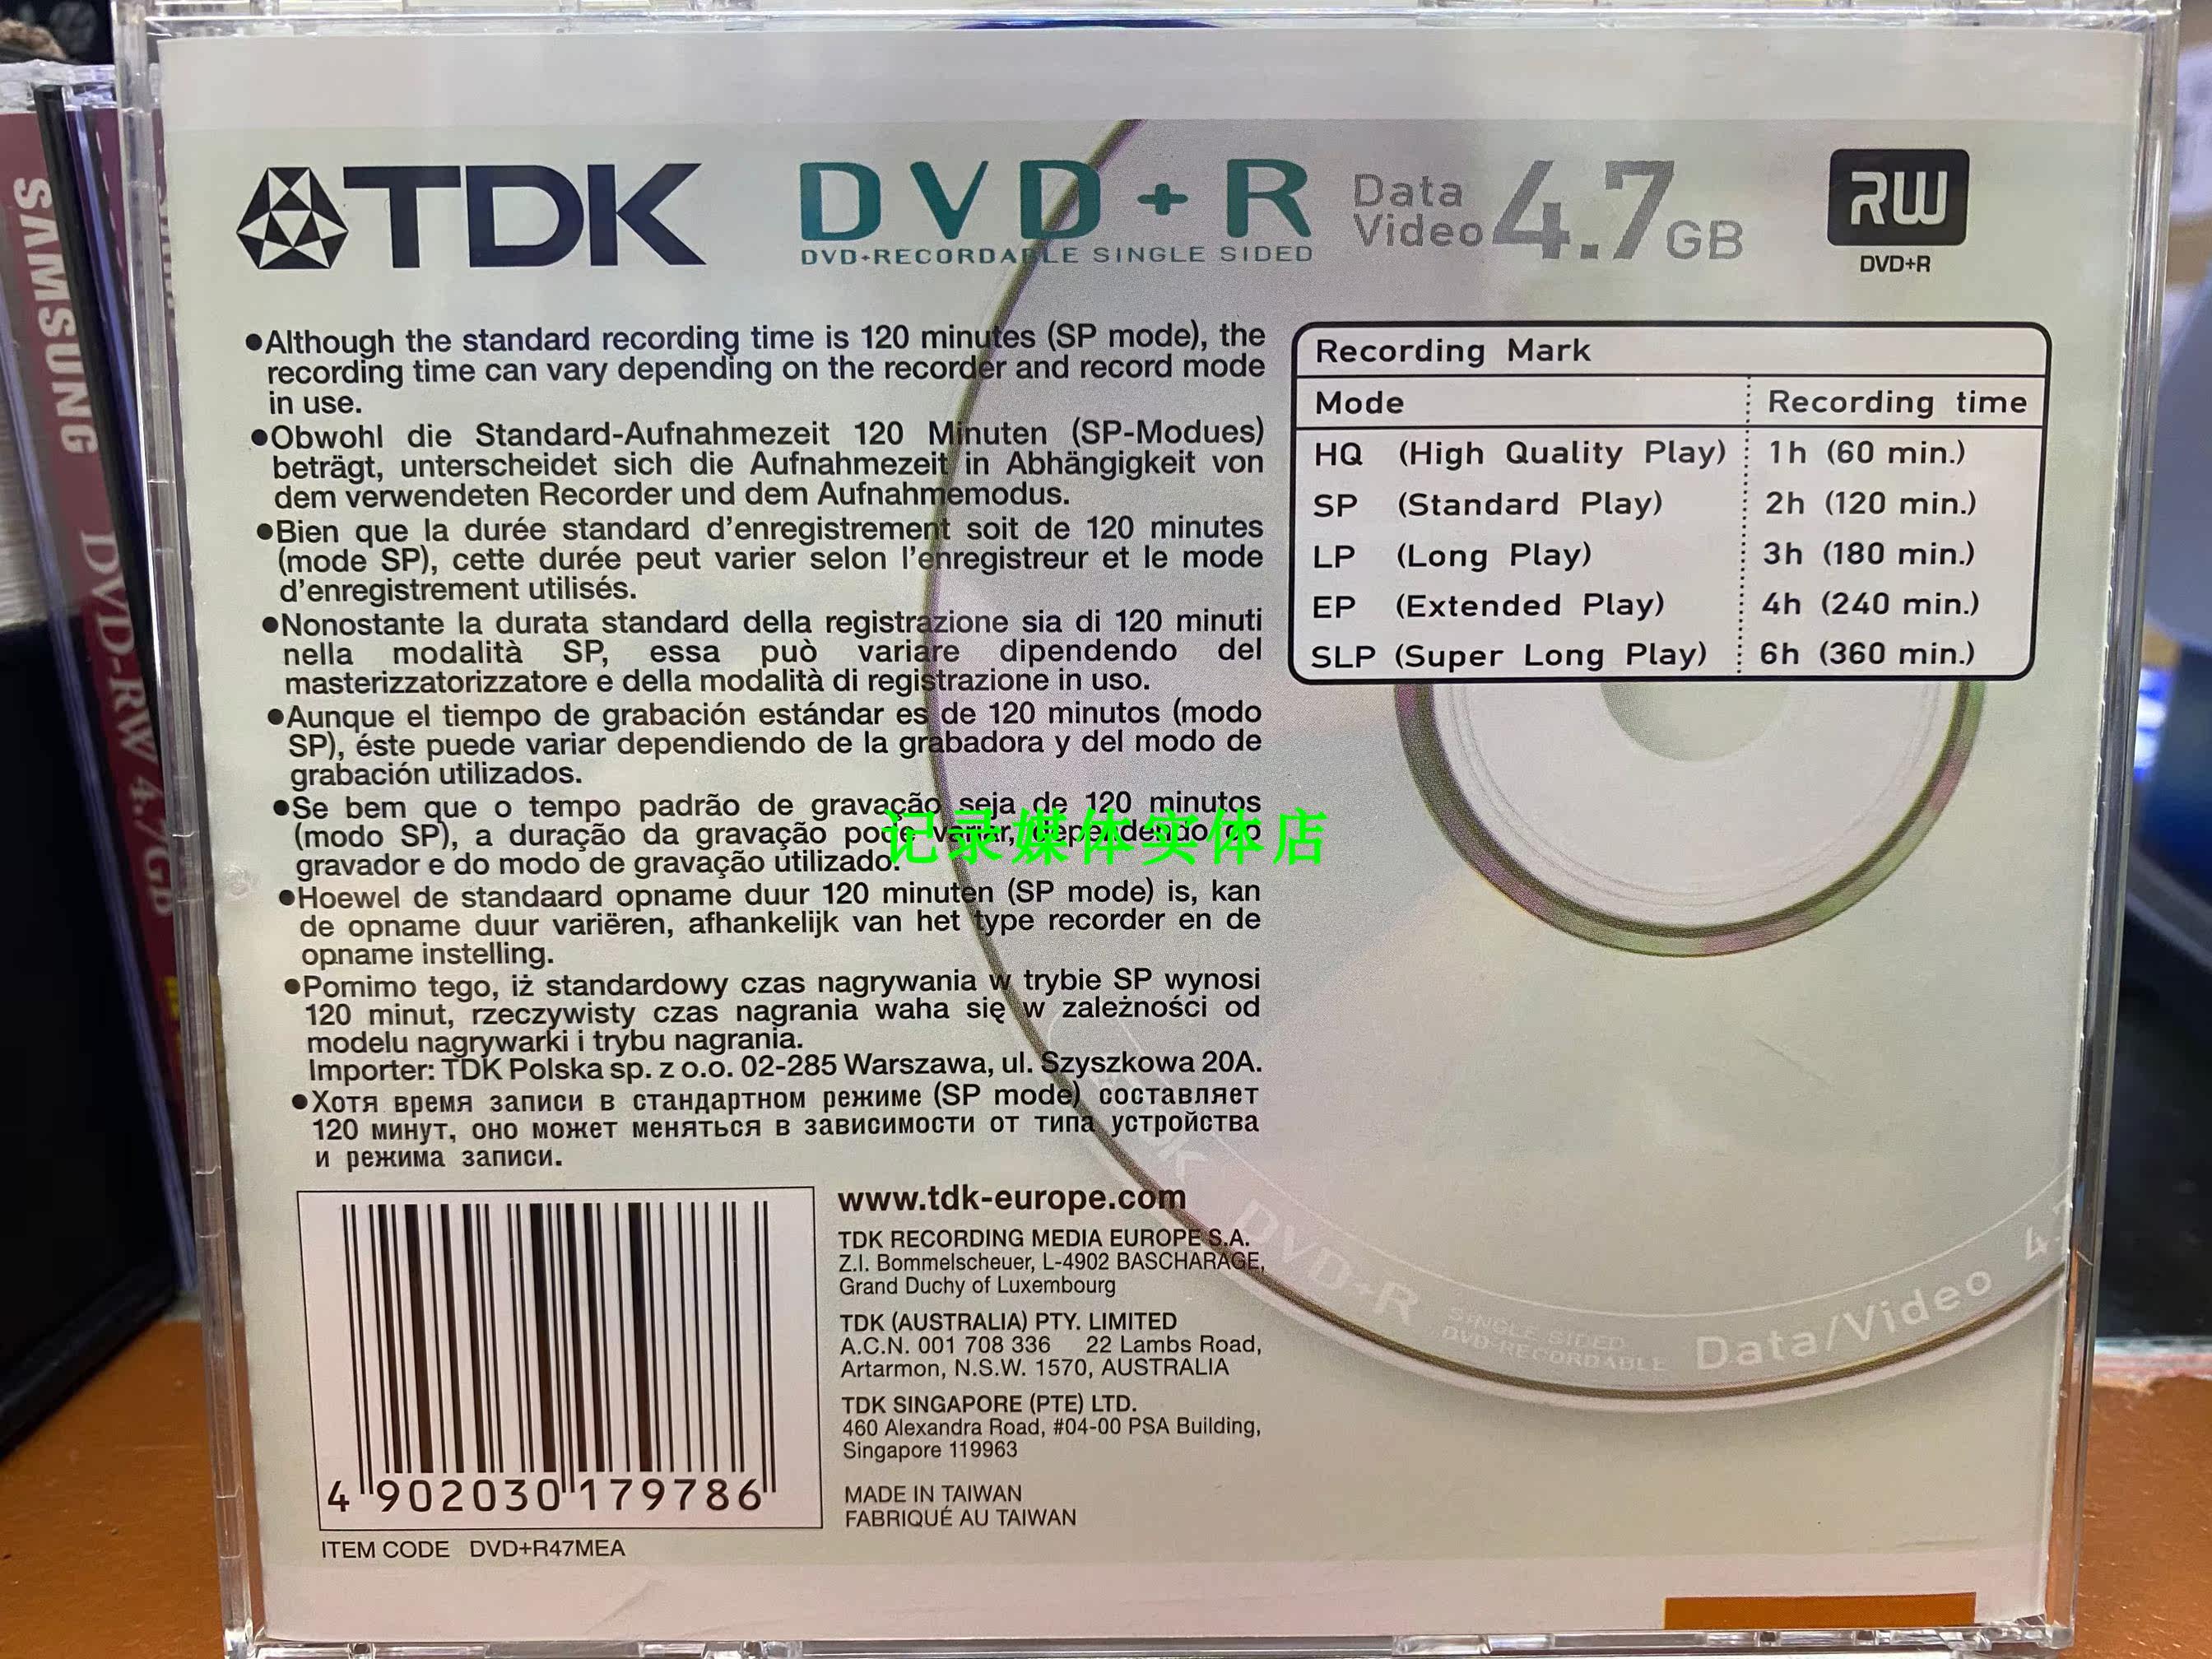 TDK
DVD+R
DVD+RECORDABLE SINGLE SIDED
Data
Video
4.7GB
RW
DVD+R
●Although the standard recording time is 120 minutes (SP mode), the
recording time can vary depending on the recorder and record mode
in use.
●Obwohl die Standard-Aufnahmezeit 120 Minuten (SP-Modues)
beträgt, unterscheidet sich die Aufnahmezeit in Abhängigkeit von
dem verwendeten Recorder und dem Aufnahmemodus.
●Bien que la durée standard d'enregistrement soit de 120 minutes
(mode SP), cette durée peut varier selon l'enregistreur et le mode
d'enregistrement utilisés.
●Nonostante la durata standard della registrazione sia di 120 minuti
nella modalità SP, essa può variare dipendendo del
masterizzatorizzatore e della modalità di registrazione in uso.
●Aunque el tiempo de grabación estándar es de 120 minutos (modo
SP), éste puede variar dependiendo de la grabadora y del modo de
grabación utilizados.
●Se bem que o tempo padrão de gravação seja de 120 minutos
(modo SP), a duração da gravação pode variar, dependendo do
gravador e do modo de gravação utilizado.
记录媒体实体店
●Hoewel de standaard opname duur 120 minuten (SP mode) is, kan
de opname duur variëren, afhankelijk van het type recorder en de
opname instelling.
●Pomimo tego, iż standardowy czas nagrywania w trybie SP wynosi
120 minut, rzeczywisty czas nagrania waha się w zależności od
modelu nagrywarki i trybu nagrania.
Importer: TDK Polska sp. z o.o. 02-285 Warszawa, ul. Szyszkowa 20A.
●Хотя время записи в стандартном режиме (SP mode) составляет
120 минут, оно может меняться в зависимости от типа устройства
и режима записи.
Recording Mark
Mode Recording time
HQ (High Quality Play) 1h (60 min.)
SP (Standard Play) 2h (120 min.)
LP (Long Play) 3h (180 min.)
EP (Extended Play) 4h (240 min.)
SLP (Super Long Play) 6h (360 min.)
4 902030 179786
ITEM CODE DVD+R47MEA
www.tdk-europe.com
TDK RECORDING MEDIA EUROPE S.A.
Z.I. Bommelscheuer, L-4902 BASCHARAGE,
Grand Duchy of Luxembourg
TDK (AUSTRALIA) PTY. LIMITED
A.C.N. 001 708 336 22 Lambs Road,
Artarmon, N.S.W. 1570, AUSTRALIA
TDK SINGAPORE (PTE) LTD.
460 Alexandra Road, #04-00 PSA Building,
Singapore 119963
MADE IN TAIWAN
FABRIQUÉ AU TAIWAN
TDK DVD+R
SINGLE SIDED
DVD+RECORDABLE
Data/Video 4.7
SAMSUNG DVD-RW 4.7GB